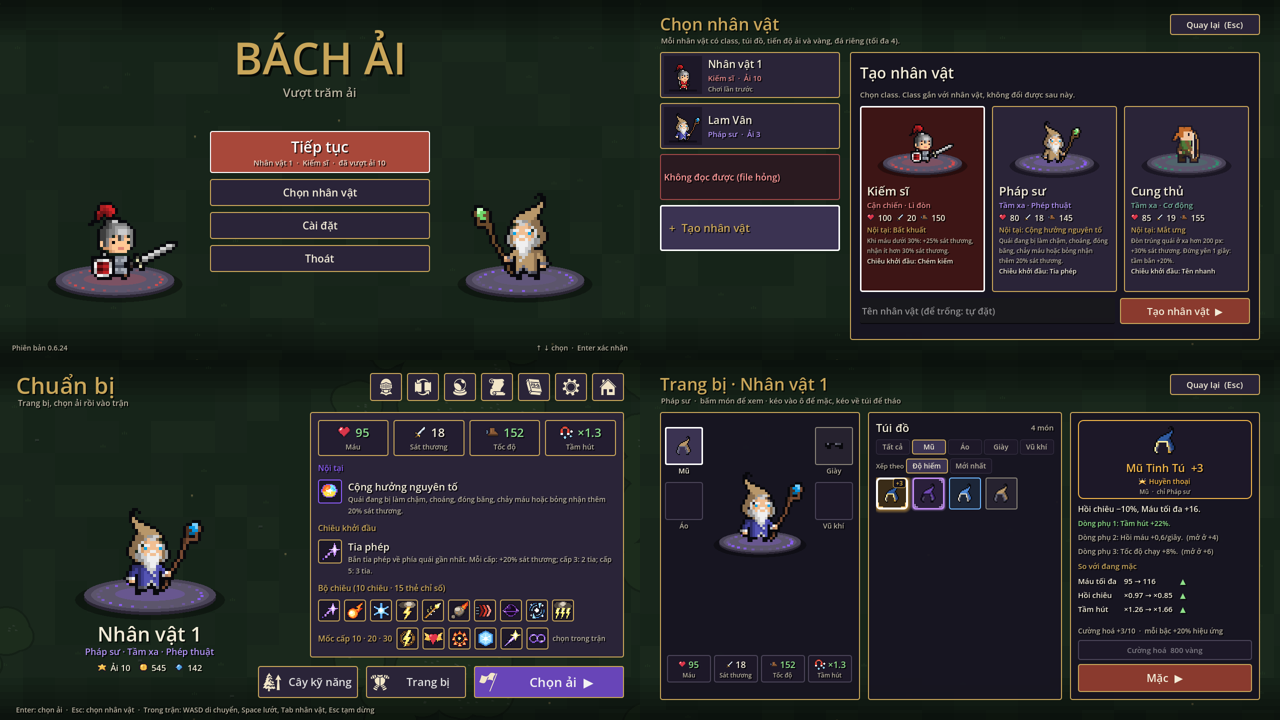 BÁCH ẢI
Vượt trăm ải
Tiếp tục
Nhân vật 1 · Kiếm sĩ · đã vượt ải 10
Chọn nhân vật
Cài đặt
Thoát
Phiên bản 0.6.24
↑ ↓ chọn · Enter xác nhận
Chọn nhân vật
Mỗi nhân vật có class, túi đồ, tiến độ ải và vàng, đá riêng (tối đa 4).
Quay lại (Esc)
Nhân vật 1
Kiếm sĩ · Ải 10
Chơi lần trước
Lam Vân
Pháp sư · Ải 3
Không đọc được (file hỏng)
+ Tạo nhân vật
Tạo nhân vật
Chọn class. Class gắn với nhân vật, không đổi được sau này.
Kiếm sĩ
Cận chiến · Lì đòn
100 20 150
Nội tại: Bất khuất
Khi máu dưới 30%: +25% sát thương,
nhận ít hơn 30% sát thương.
Chiêu khởi đầu: Chém kiếm
Pháp sư
Tầm xa · Phép thuật
80 18 145
Nội tại: Cộng hưởng nguyên tố
Quái đang bị làm chậm, choáng, đóng
băng, chảy máu hoặc bỏng nhận
thêm 20% sát thương.
Chiêu khởi đầu: Tia phép
Cung thủ
Tầm xa · Cơ động
85 19 155
Nội tại: Mắt ưng
Đòn trúng quái ở xa hơn 200 px:
+30% sát thương. Đứng yên 1 giây:
tầm bắn +20%.
Chiêu khởi đầu: Tên nhanh
Tên nhân vật (để trống: tự đặt)
Tạo nhân vật ▶
Chuẩn bị
Trang bị, chọn ải rồi vào trận
95
Máu
18
Sát thương
152
Tốc độ
×1.3
Tầm hút
Nội tại
Cộng hưởng nguyên tố
Quái đang bị làm chậm, choáng, đóng băng, chảy máu hoặc bỏng nhận thêm
20% sát thương.
Chiêu khởi đầu
Tia phép
Bắn tia phép về phía quái gần nhất. Mỗi cấp: +20% sát thương; cấp 3: 2 tia; cấp
5: 3 tia.
Bộ chiêu (10 chiêu · 15 thẻ chỉ số)
Mốc cấp 10 · 20 · 30
chọn trong trận
Nhân vật 1
Pháp sư · Tầm xa · Phép thuật
Ải 10 545 142
Cây kỹ năng
Trang bị
Chọn ải ▶
Enter: chọn ải · Esc: chọn nhân vật · Trong trận: WASD di chuyển, Space lướt, Tab nhân vật, Esc tạm dừng
Trang bị · Nhân vật 1
Pháp sư · bấm món để xem · kéo vào ô để mặc, kéo về túi để tháo
Quay lại (Esc)
Mũ
Giày
Áo
Vũ khí
95
Máu
18
Sát thương
152
Tốc độ
×1.3
Tầm hút
Túi đồ
4 món
Tất cả Mũ Áo Giày Vũ khí
Xếp theo Độ hiếm Mới nhất
+3
Mũ Tinh Tú +3
Huyền thoại
Mũ · chỉ Pháp sư
Hồi chiêu −10%, Máu tối đa +16.
Dòng phụ 1: Tầm hút +22%.
Dòng phụ 2: Hồi máu +0,6/giây. (mở ở +4)
Dòng phụ 3: Tốc độ chạy +8%. (mở ở +6)
So với đang mặc
Máu tối đa 95 → 116 ▲
Hồi chiêu ×0.97 → ×0.85 ▲
Tầm hút ×1.26 → ×1.66 ▲
Cường hoá +3/10 · mỗi bậc +20% hiệu ứng
Cường hoá 800 vàng
Mặc ▶